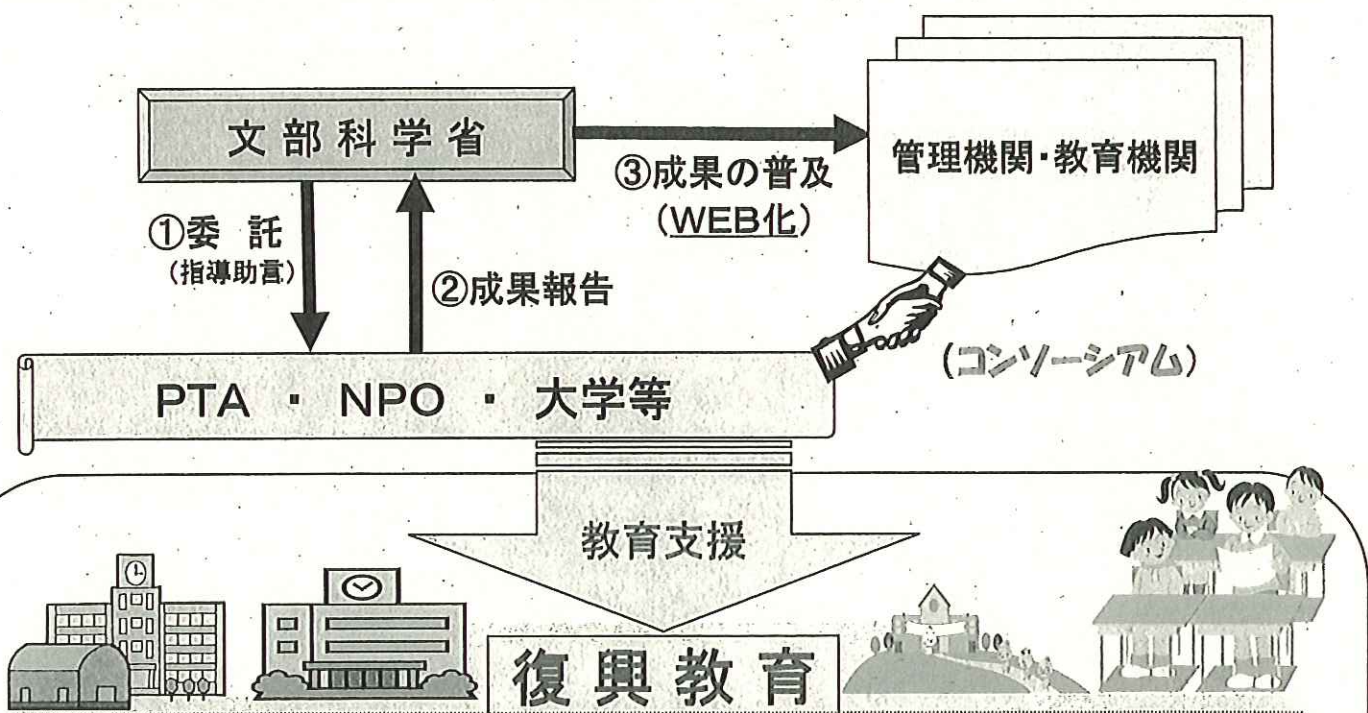 文部科学省
管理機関・教育機関
③成果の普及
(WEB化)
①委 託
(指導助言)
②成果報告
(コンソーシアム)
PTA ・ NPO ・ 大学等
教育支援
復興教育